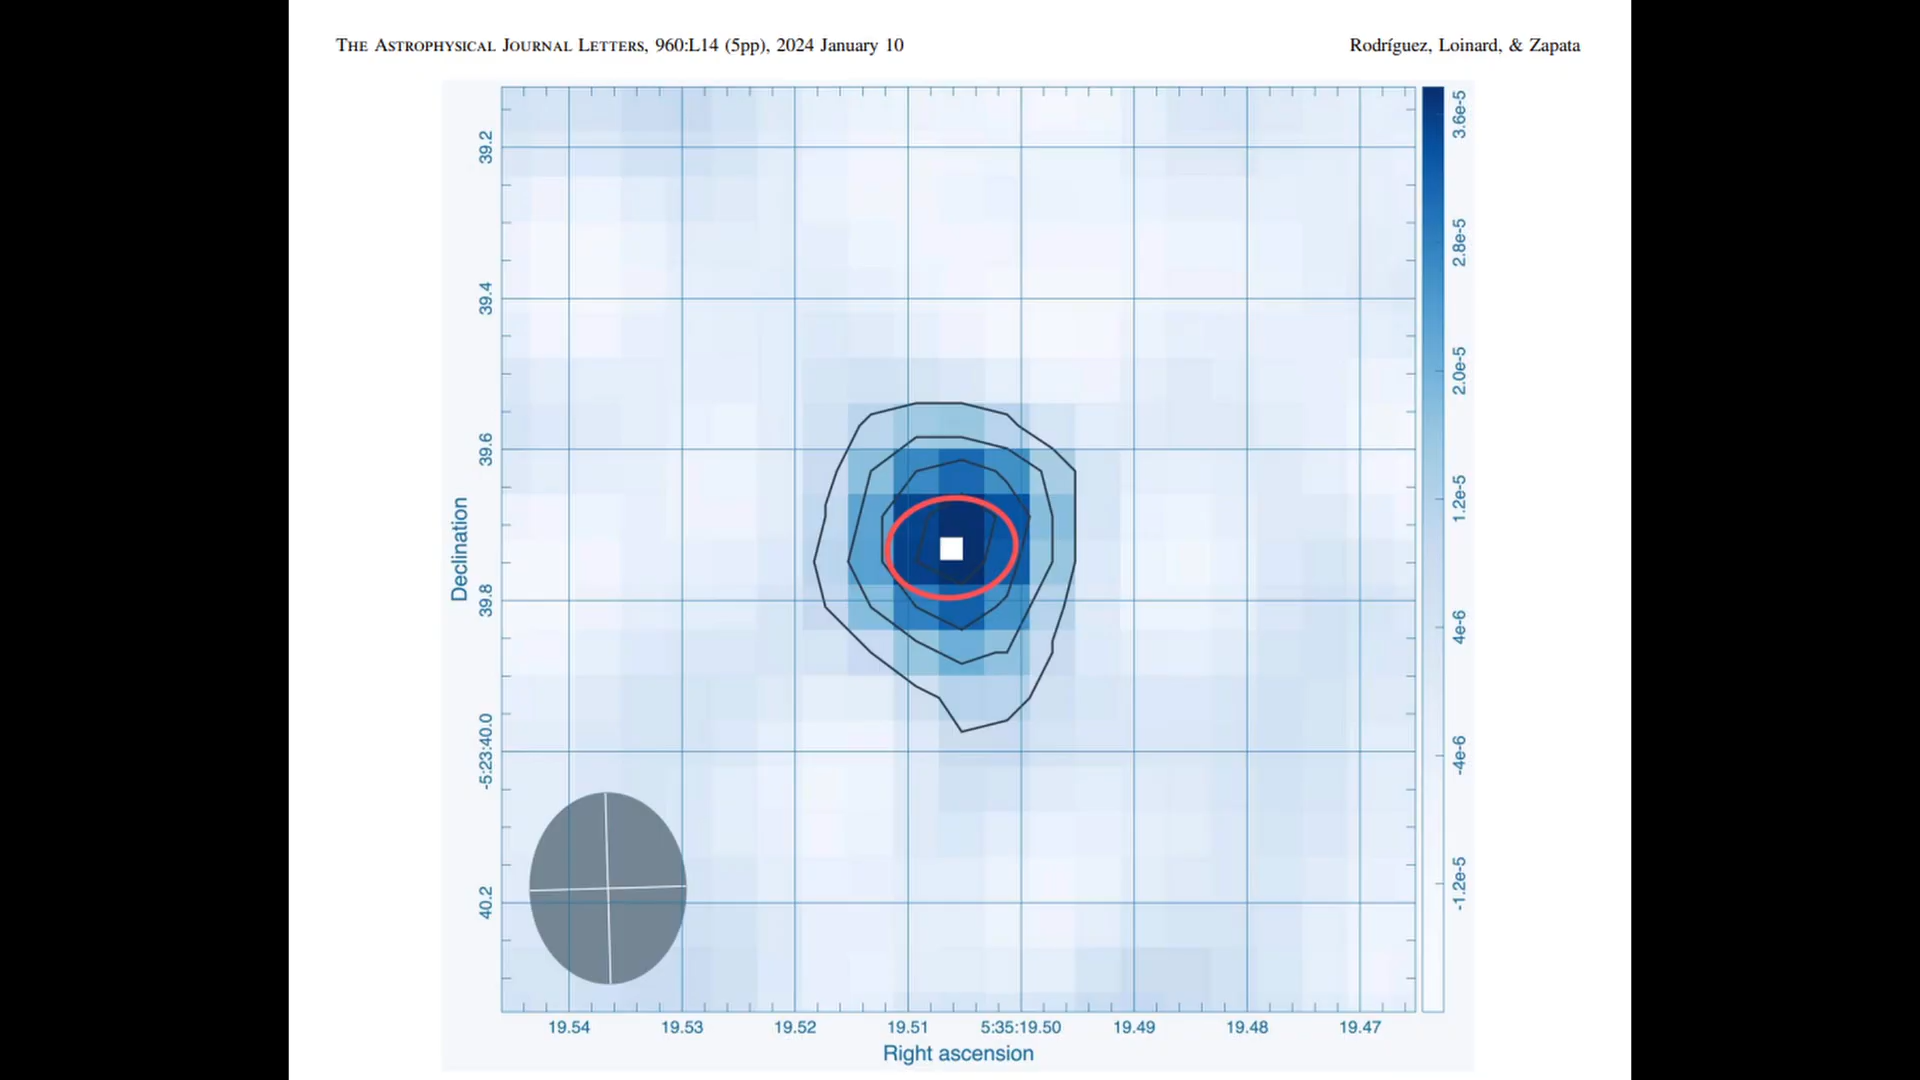 THE ASTROPHYSICAL JOURNAL LETTERS, 960:L14 (5pp), 2024 January 10
Rodríguez, Loinard, & Zapata
39.2
39.4
39.6
39.8
-5:23:40.0
40.2
Declination
3.6e-5
2.8e-5
2.0e-5
1.2e-5
4e-6
-4e-6
-1.2e-5
19.54 19.53 19.52 19.51 5:35:19.50 19.49 19.48 19.47
Right ascension